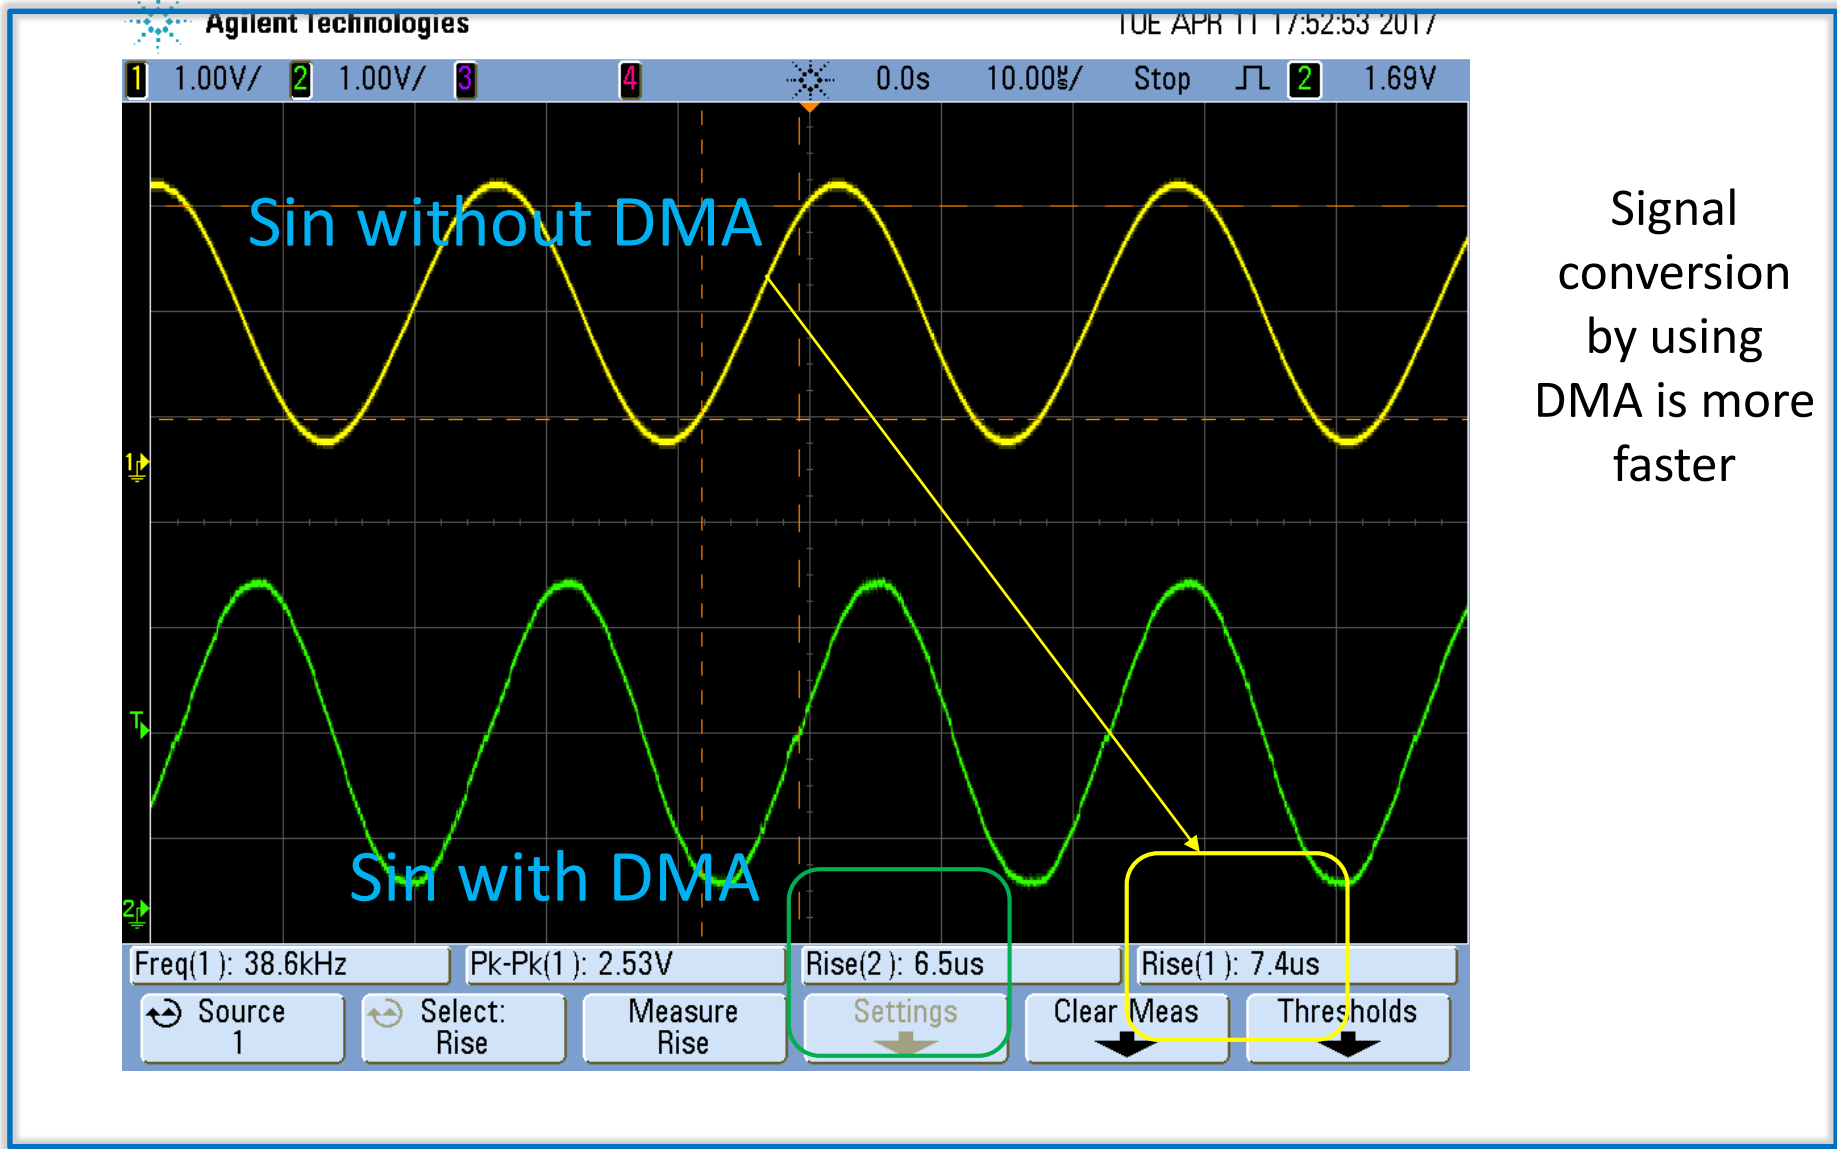 Agilent Technologies
TUE APR 11 17:52:53 2017
1 1.00V/ 2 1.00V/ 3 4 0.0s 10.00µs/ Stop 2 1.69V
Sin without DMA
Signal
conversion
by using
DMA is more
faster
1
T
Sin with DMA
2
Freq(1): 38.6kHz Pk-Pk(1): 2.53V Rise(2): 6.5us Rise(1): 7.4us
Source
1
Select:
Rise
Measure
Rise
Settings
Clear Meas
Thresholds